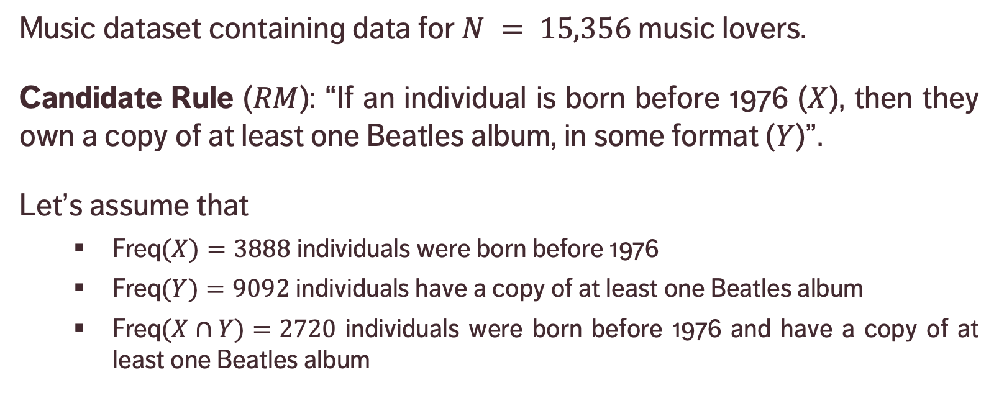 Music dataset containing data for N = 15,356 music lovers.
Candidate Rule (RM): “If an individual is born before 1976 (X), then they
own a copy of at least one Beatles album, in some format (Y)”.
Let’s assume that
▪ Freq(X) = 3888 individuals were born before 1976
▪ Freq(Y) = 9092 individuals have a copy of at least one Beatles album
▪ Freq(X ∩ Y) = 2720 individuals were born before 1976 and have a copy of at
least one Beatles album